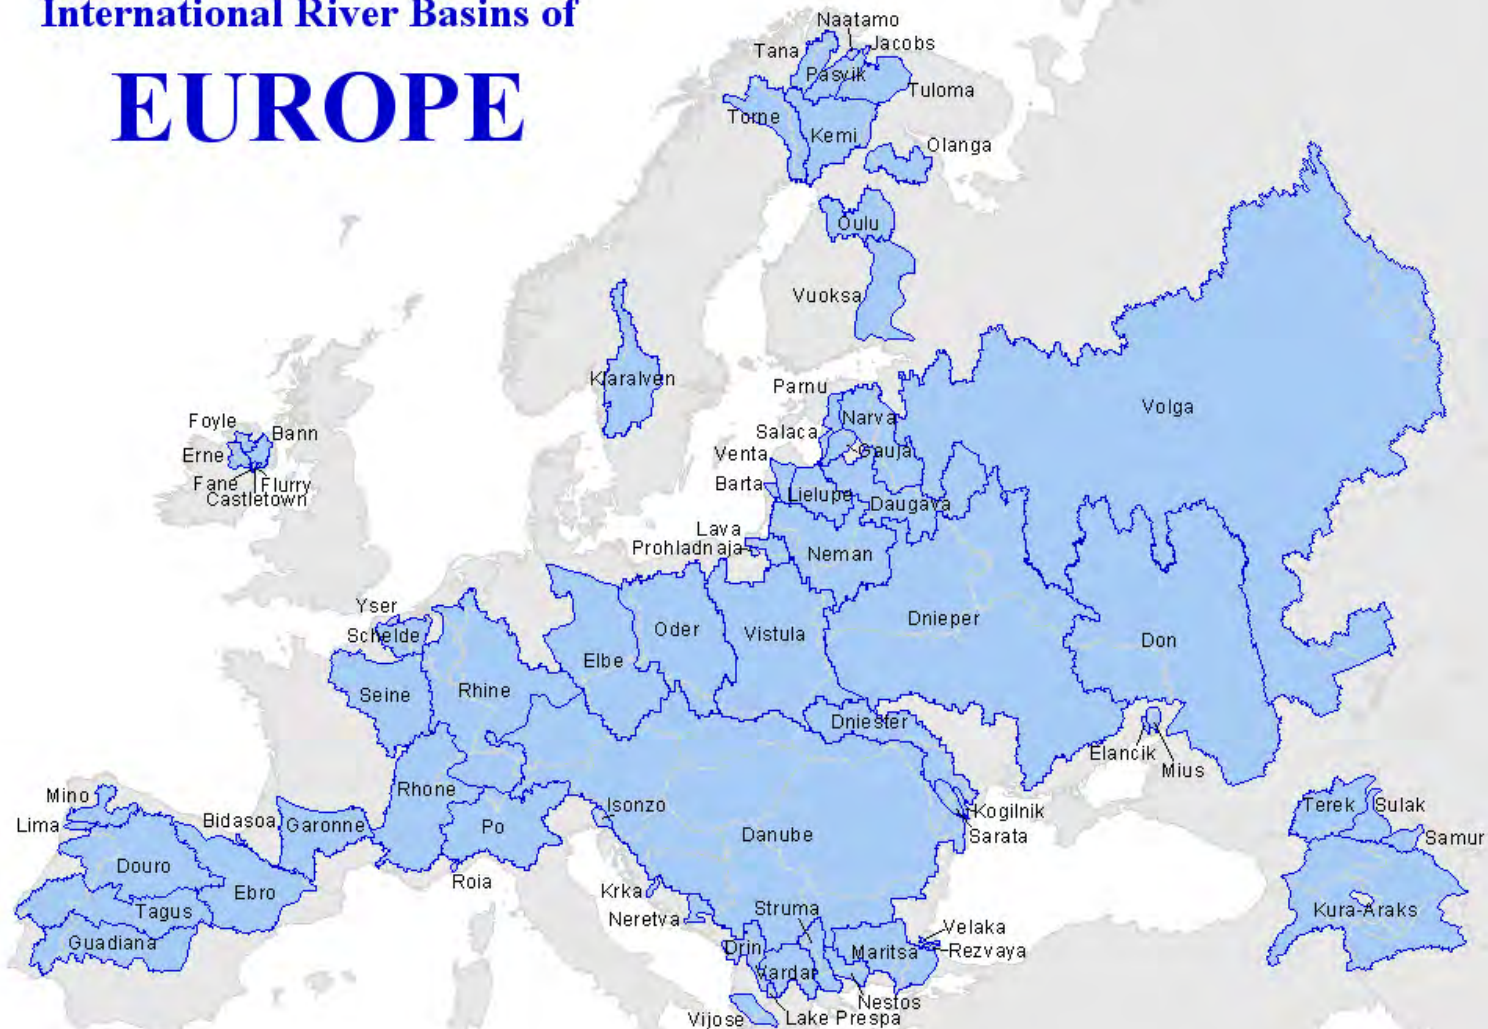 International River Basins of
EUROPE
Naatamo
Jacobs
Tana
Pasvik
Tuloma
Torne
Kemi
Olanga
Oulu
Vuoksa
Klaralven
Parnu
Narva
Volga
Foyle
Bann
Salaca
Gauja
Erne
Venta
Fane
Flurry
Castletown
Barta
Lielupe
Daugava
Lava
Prohladnaja
Neman
Yser
Schelde
Oder
Vistula
Dnieper
Don
Elbe
Seine
Rhine
Dniester
Elancik
Mius
Rhone
Mino
Lima
Bidasoa
Garonne
Po
Isonzo
Danube
Kogilnik
Sarata
Terek
Sulak
Samur
Douro
Ebro
Roia
Krka
Neretva
Struma
Tagus
Kura-Araks
Guadiana
Drin
Maritsa
Velaka
Rezvaya
Vardar
Nestos
Vijose
Lake Prespa